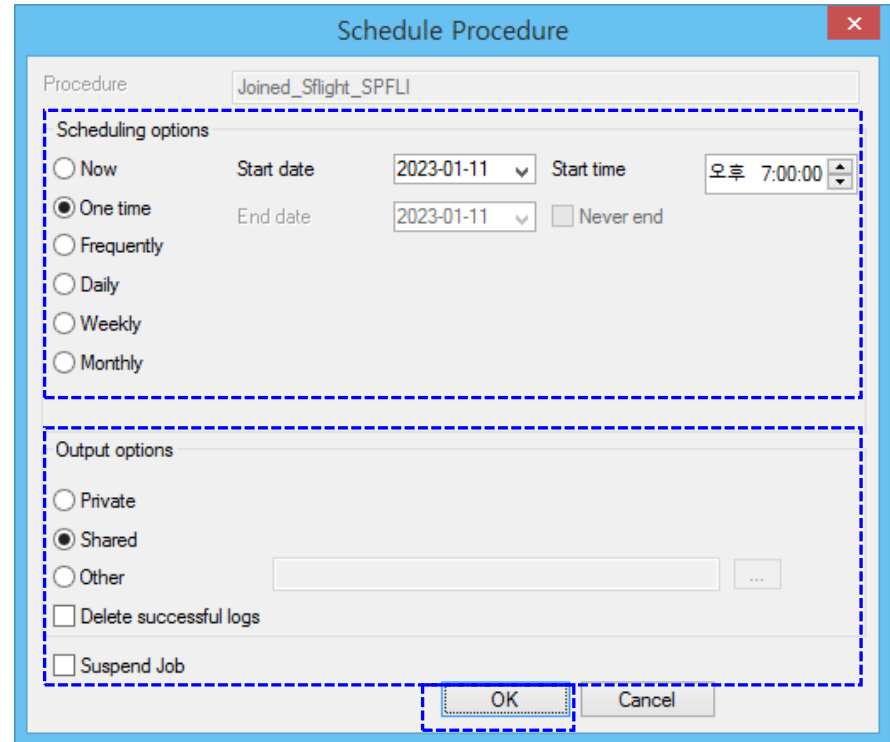 Schedule Procedure
Procedure Joined_Sflight_SPFLI
Scheduling options
Now Start date 2023-01-11 Start time 오후 7:00:00
One time End date 2023-01-11 Never end
Frequently
Daily
Weekly
Monthly
Output options
Private
Shared
Other ...
Delete successful logs
Suspend Job
OK Cancel